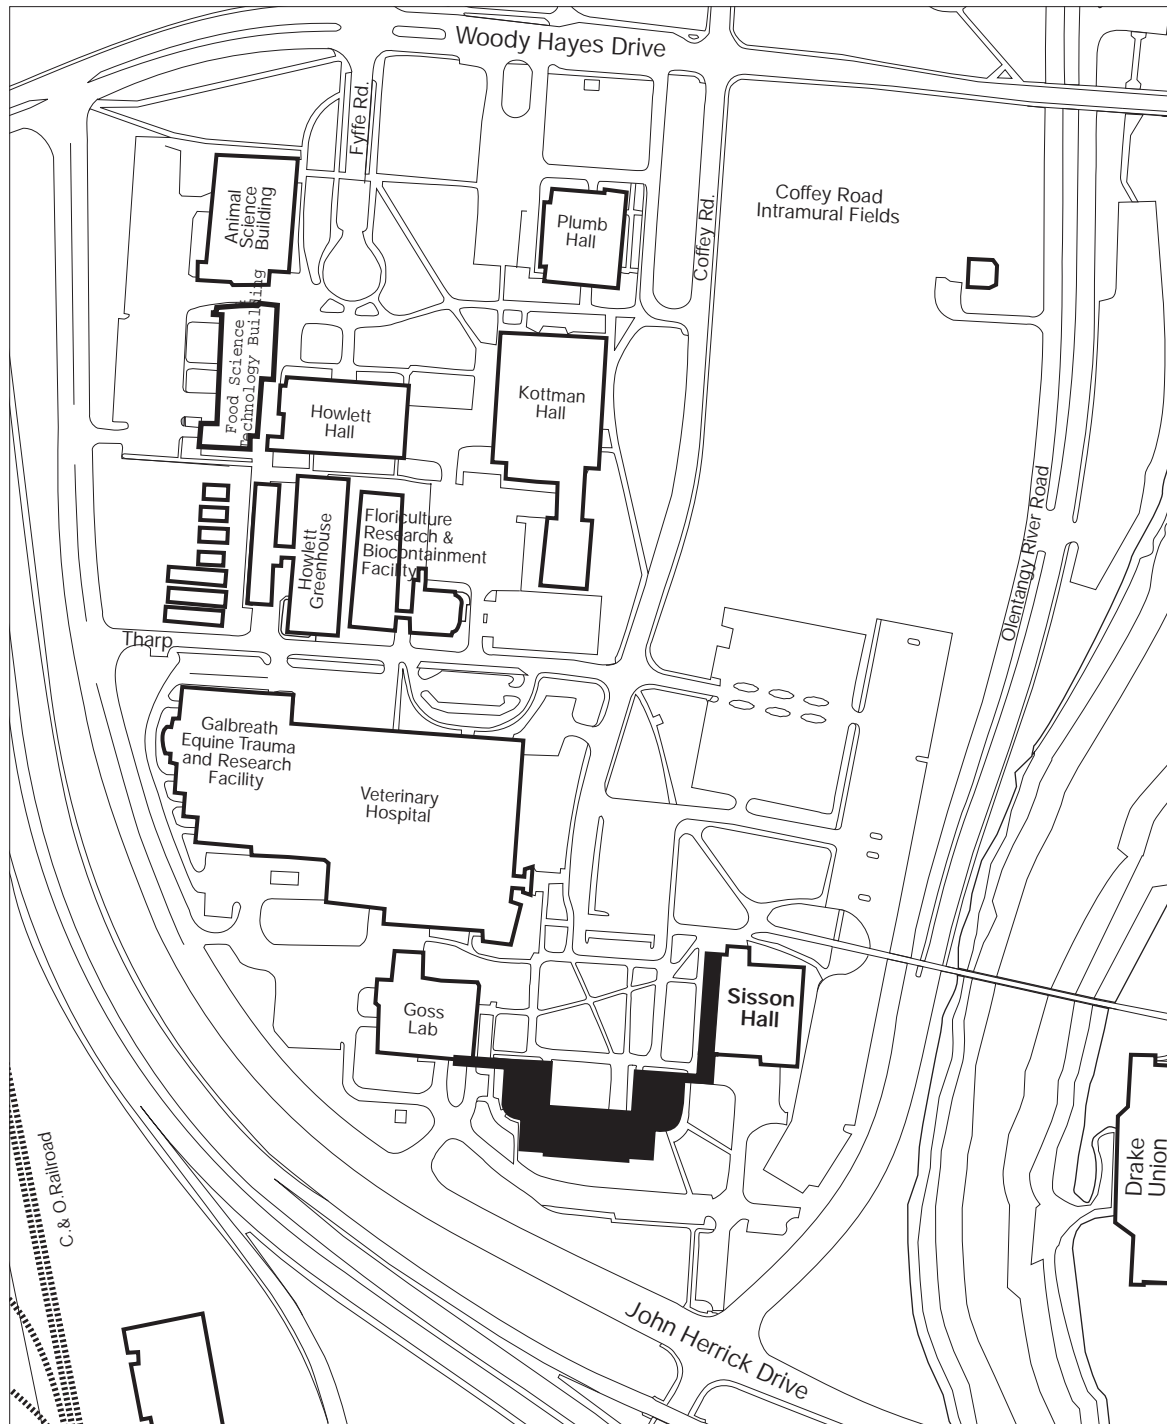 Woody Hayes Drive
Fyffe Rd.
Animal
Science
Building
Plumb
Hall
Coffey Rd.
Coffey Road
Intramural Fields
Food Science
Technology Building
Howlett
Hall
Kottman
Hall
Howlett
Greenhouse
Floriculture
Research &
Biocontainment
Facility
Olentangy River Road
Tharp
Galbreath
Equine Trauma
and Research
Facility
Veterinary
Hospital
Goss
Lab
Sisson
Hall
C.& O.Railroad
Drake
Union
John Herrick Drive